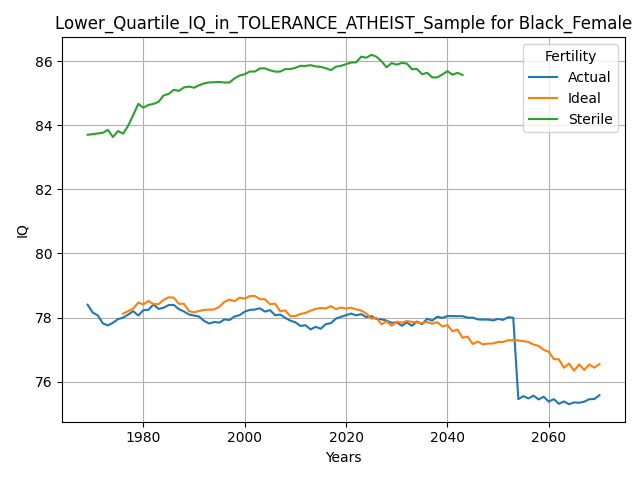 Lower_Quartile_IQ_in_TOLERANCE_ATHEIST_Sample for Black_Female
Fertility
Actual
Ideal
Sterile
86
84
82
80
78
76
IQ
1980
2000
2020
2040
2060
Years